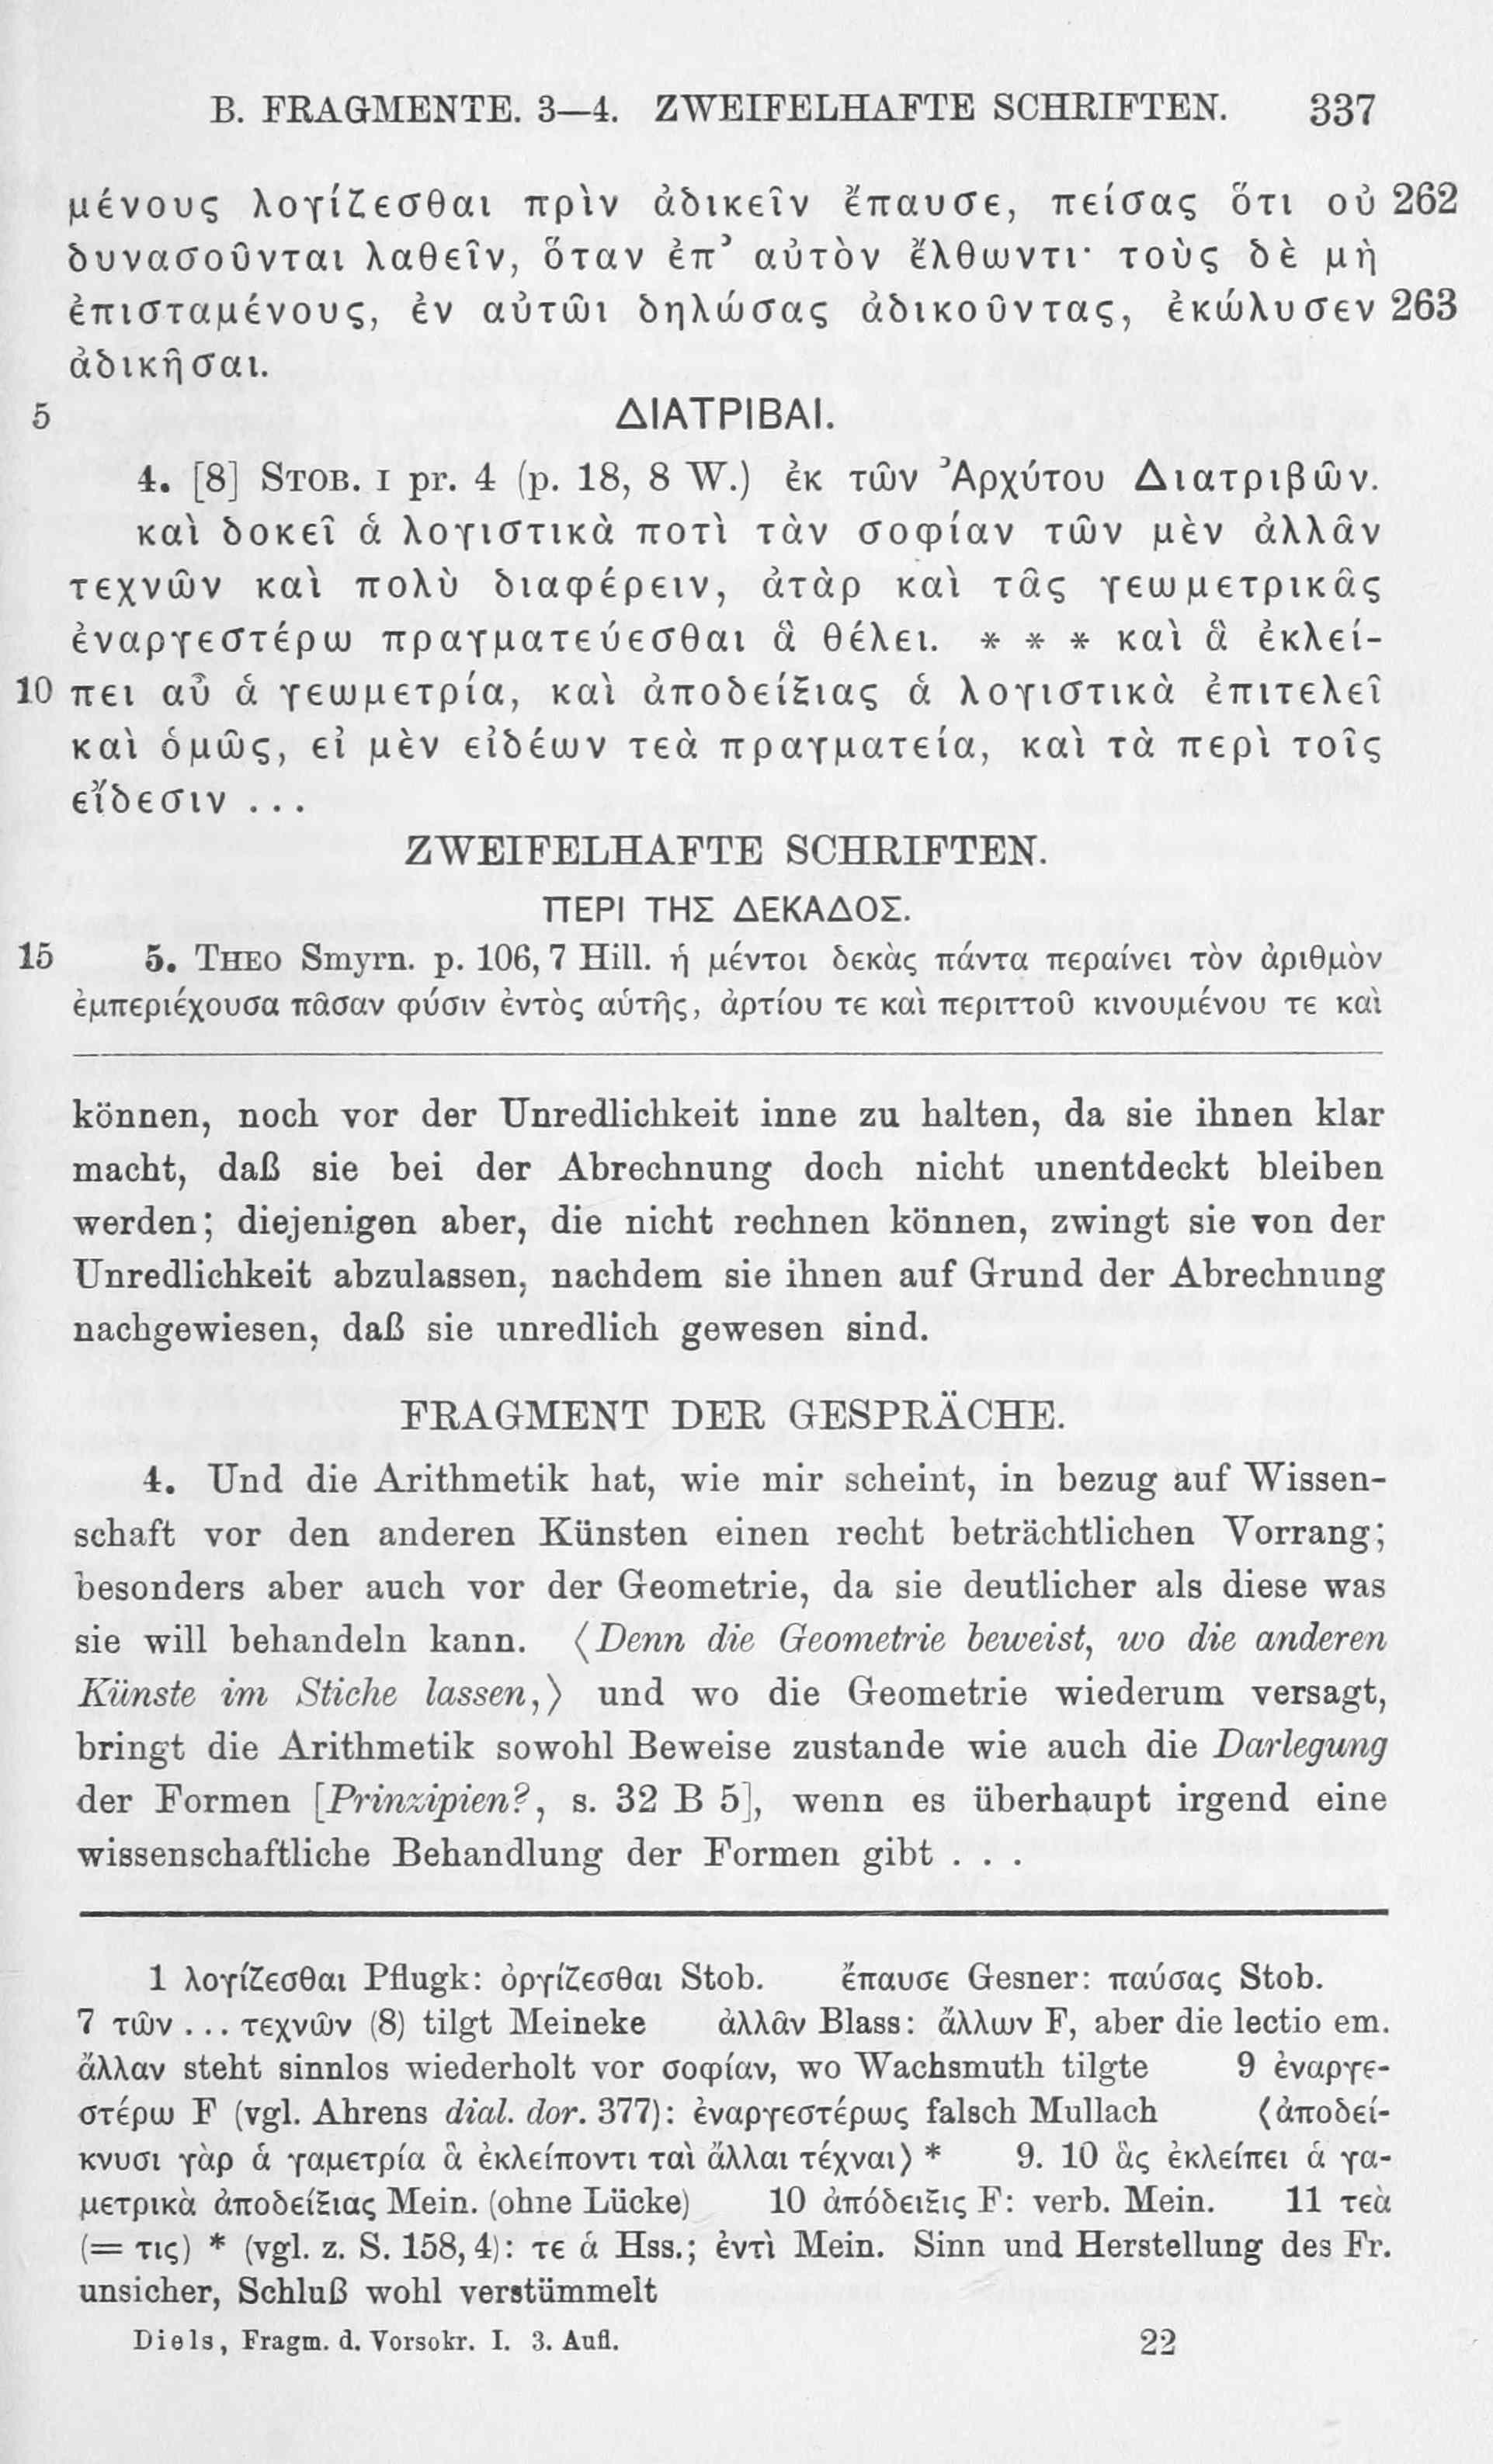 B. FRAGMENTE. 3—4. ZWEIFELHAFTE SCHRIFTEN. 337
μένους λογίζεσθαι πρὶν ἀδικεῖν ἔπαυσε, πείσας ὅτι οὐ 262
δυνασοῦνται λαθεῖν, ὅταν ἐπ᾽ αὐτὸν ἔλθωντι· τοὺς δὲ μὴ
ἐπισταμένους, ἐν αὐτῶι δηλώσας ἀδικοῦντας, ἐκώλυσεν 263
ἀδικῆσαι.
5 ΔΙΑΤΡΙΒΑΙ.
4. [8] STOB. I pr. 4 (p. 18, 8 W.) ἐκ τῶν Ἀρχύτου Διατριβῶν.
καὶ δοκεῖ ἁ λογιστικὰ ποτὶ τὰν σοφίαν τῶν μὲν ἀλλᾶν
τεχνῶν καὶ πολὺ διαφέρειν, ἀτὰρ καὶ τᾶς γεωμετρικᾶς
ἐναργεστέρω πραγματεύεσθαι ἃ θέλει. * * * καὶ ἃ ἐκλεί-
10 πει αὖ ἁ γεωμετρία, καὶ ἀποδείξιας ἁ λογιστικὰ ἐπιτελεῖ
καὶ ὁμῶς, εἰ μὲν εἰδέων τεὰ πραγματεία, καὶ τὰ περὶ τοῖς
εἴδεσιν ...
ZWEIFELHAFTE SCHRIFTEN.
ΠΕΡΙ ΤΗΣ ΔΕΚΑΔΟΣ.
15 5. THEO Smyrn. p. 106, 7 Hill. ἡ μέντοι δεκὰς πάντα περαίνει τὸν ἀριθμὸν
ἐμπεριέχουσα πᾶσαν φύσιν ἐντὸς αὑτῆς, ἀρτίου τε καὶ περιττοῦ κινουμένου τε καὶ
können, noch vor der Unredlichkeit inne zu halten, da sie ihnen klar
macht, daß sie bei der Abrechnung doch nicht unentdeckt bleiben
werden; diejenigen aber, die nicht rechnen können, zwingt sie von der
Unredlichkeit abzulassen, nachdem sie ihnen auf Grund der Abrechnung
nachgewiesen, daß sie unredlich gewesen sind.
FRAGMENT DER GESPRÄCHE.
4. Und die Arithmetik hat, wie mir scheint, in bezug auf Wissen-
schaft vor den anderen Künsten einen recht beträchtlichen Vorrang;
besonders aber auch vor der Geometrie, da sie deutlicher als diese was
sie will behandeln kann. ⟨Denn die Geometrie beweist, wo die anderen
Künste im Stiche lassen,⟩ und wo die Geometrie wiederum versagt,
bringt die Arithmetik sowohl Beweise zustande wie auch die Darlegung
der Formen [Prinzipien?, s. 32 B 5], wenn es überhaupt irgend eine
wissenschaftliche Behandlung der Formen gibt . . .
1 λογίζεσθαι Pflugk: ὀργίζεσθαι Stob. ἔπαυσε Gesner: παύσας Stob.
7 τῶν ... τεχνῶν (8) tilgt Meineke ἀλλᾶν Blass: ἄλλων F, aber die lectio em.
ἄλλαν steht sinnlos wiederholt vor σοφίαν, wo Wachsmuth tilgte 9 ἐναργε-
στέρω F (vgl. Ahrens dial. dor. 377): ἐναργεστέρως falsch Mullach ⟨ἀποδεί-
κνυσι γὰρ ἁ γαμετρία ἃ ἐκλείποντι ταὶ ἄλλαι τέχναι⟩ * 9. 10 ἃς ἐκλείπει ἁ γα-
μετρικὰ ἀποδείξιας Mein. (ohne Lücke) 10 ἀπόδειξις F: verb. Mein. 11 τεὰ
(= τις) * (vgl. z. S. 158, 4): τε ἁ Hss.; ἐντὶ Mein. Sinn und Herstellung des Fr.
unsicher, Schluß wohl verstümmelt
Diels, Fragm. d. Vorsokr. I. 3. Aufl. 22